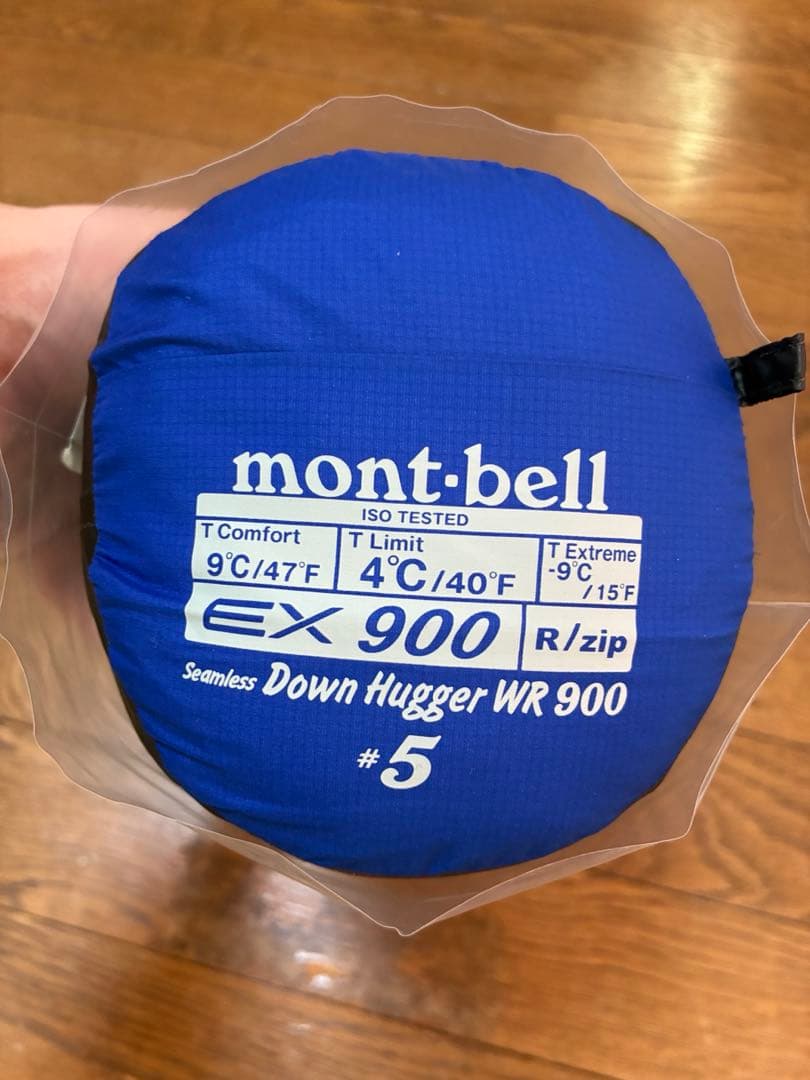 mont·bell
ISO TESTED
T Comfort
9°C/47°F
T Limit
4°C/40°F
T Extreme
-9°C
/15°F
EX 900
R/zip
Seamless Down Hugger WR 900
#5